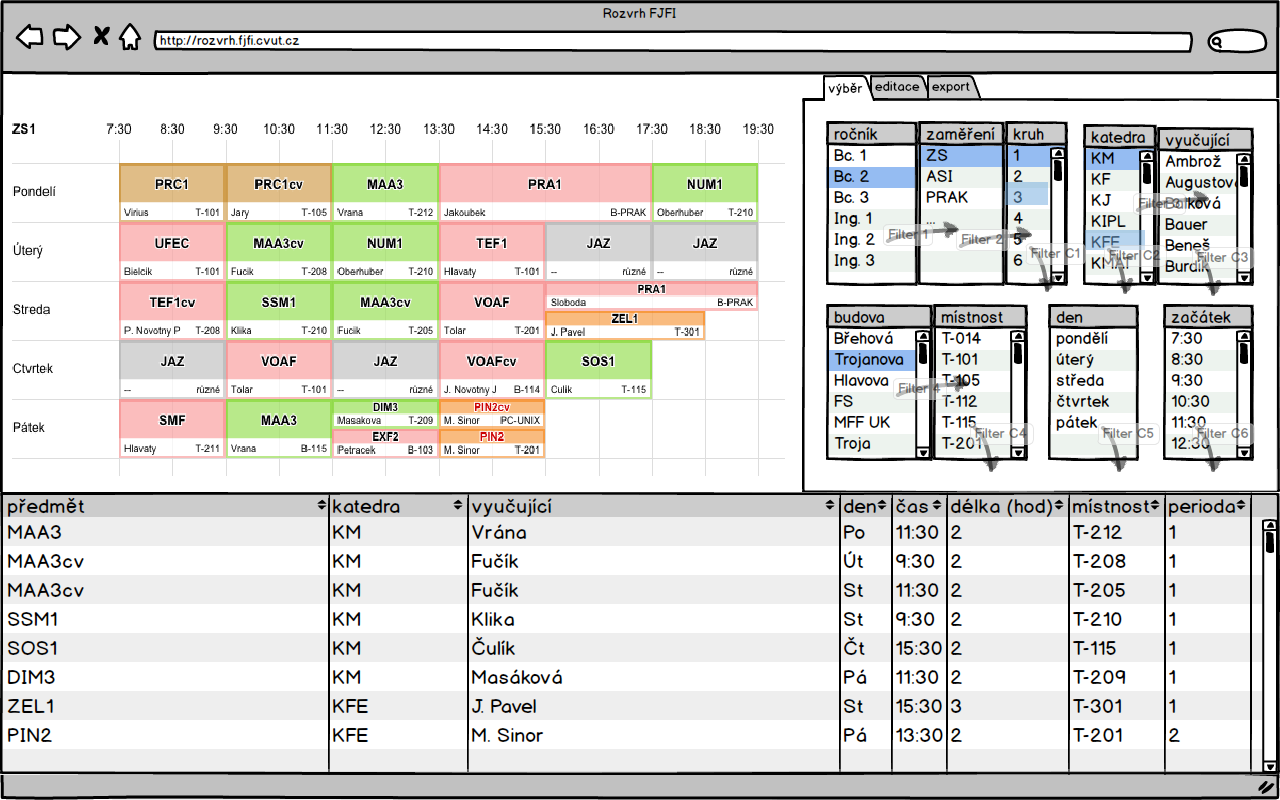 Rozvrh FJFI
http://rozvrh.fjfi.cvut.cz
výběr editace export
ZS1 7:30 8:30 9:30 10:30 11:30 12:30 13:30 14:30 15:30 16:30 17:30 18:30 19:30
Pondelí
PRC1 PRC1cv MAA3 PRA1 NUM1
Virius T-101 Jary T-105 Vrana T-212 Jakoubek B-PRAK Oberhuber T-210
Úterý
UFEC MAA3cv NUM1 TEF1 JAZ JAZ
Bielcik T-101 Fucik T-208 Oberhuber T-210 Hlavaty T-101 -- různé -- různé
Streda
TEF1cv SSM1 MAA3cv VOAF
P. Novotny P T-208 Klika T-210 Fucik T-205 Tolar T-201
PRA1
Sloboda B-PRAK
ZEL1
J. Pavel T-301
Ctvrtek
JAZ VOAF JAZ VOAFcv SOS1
-- různé Tolar T-101 -- různé J. Novotny J B-114 Culik T-115
Pátek
SMF MAA3
Hlavaty T-211 Vrana B-115
DIM3 PIN2cv
Masakova T-209 M. Sinor PC-UNIX
EXF2 PIN2
Petracek B-103 M. Sinor T-201
ročník
Bc. 1
Bc. 2
Bc. 3
Ing. 1
Ing. 2
Ing. 3
Filter 1
zaměření
ZS
ASI
PRAK
...
Filter 2
kruh
1
2
3
4
5
6
Filter C1
katedra
KM
KF
KJ
KIPL
KFE
KMAI
Filter C2
Filter 3
vyučující
Ambrož
Augustová
Balková
Bauer
Beneš
Burdík
Filter C3
budova
Břehová
Trojanova
Hlavova
FS
MFF UK
Troja
Filter 4
místnost
T-014
T-101
T-105
T-112
T-115
T-201
Filter C4
den
pondělí
úterý
středa
čtvrtek
pátek
Filter C5
začátek
7:30
8:30
9:30
10:30
11:30
12:30
Filter C6
předmět katedra vyučující den čas délka (hod) místnost perioda
MAA3 KM Vrána Po 11:30 2 T-212 1
MAA3cv KM Fučík Út 9:30 2 T-208 1
MAA3cv KM Fučík St 11:30 2 T-205 1
SSM1 KM Klika St 9:30 2 T-210 1
SOS1 KM Čulík Čt 15:30 2 T-115 1
DIM3 KM Masáková Pá 11:30 2 T-209 1
ZEL1 KFE J. Pavel St 15:30 3 T-301 1
PIN2 KFE M. Sinor Pá 13:30 2 T-201 2